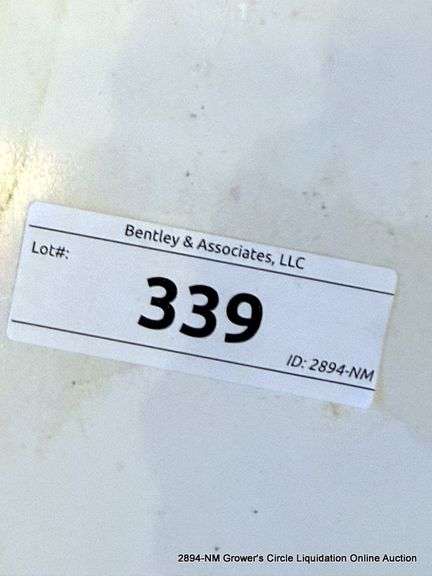 Bentley & Associates, LLC
Lot#:
339
ID: 2894-NM
2894-NM Grower's Circle Liquidation Online Auction